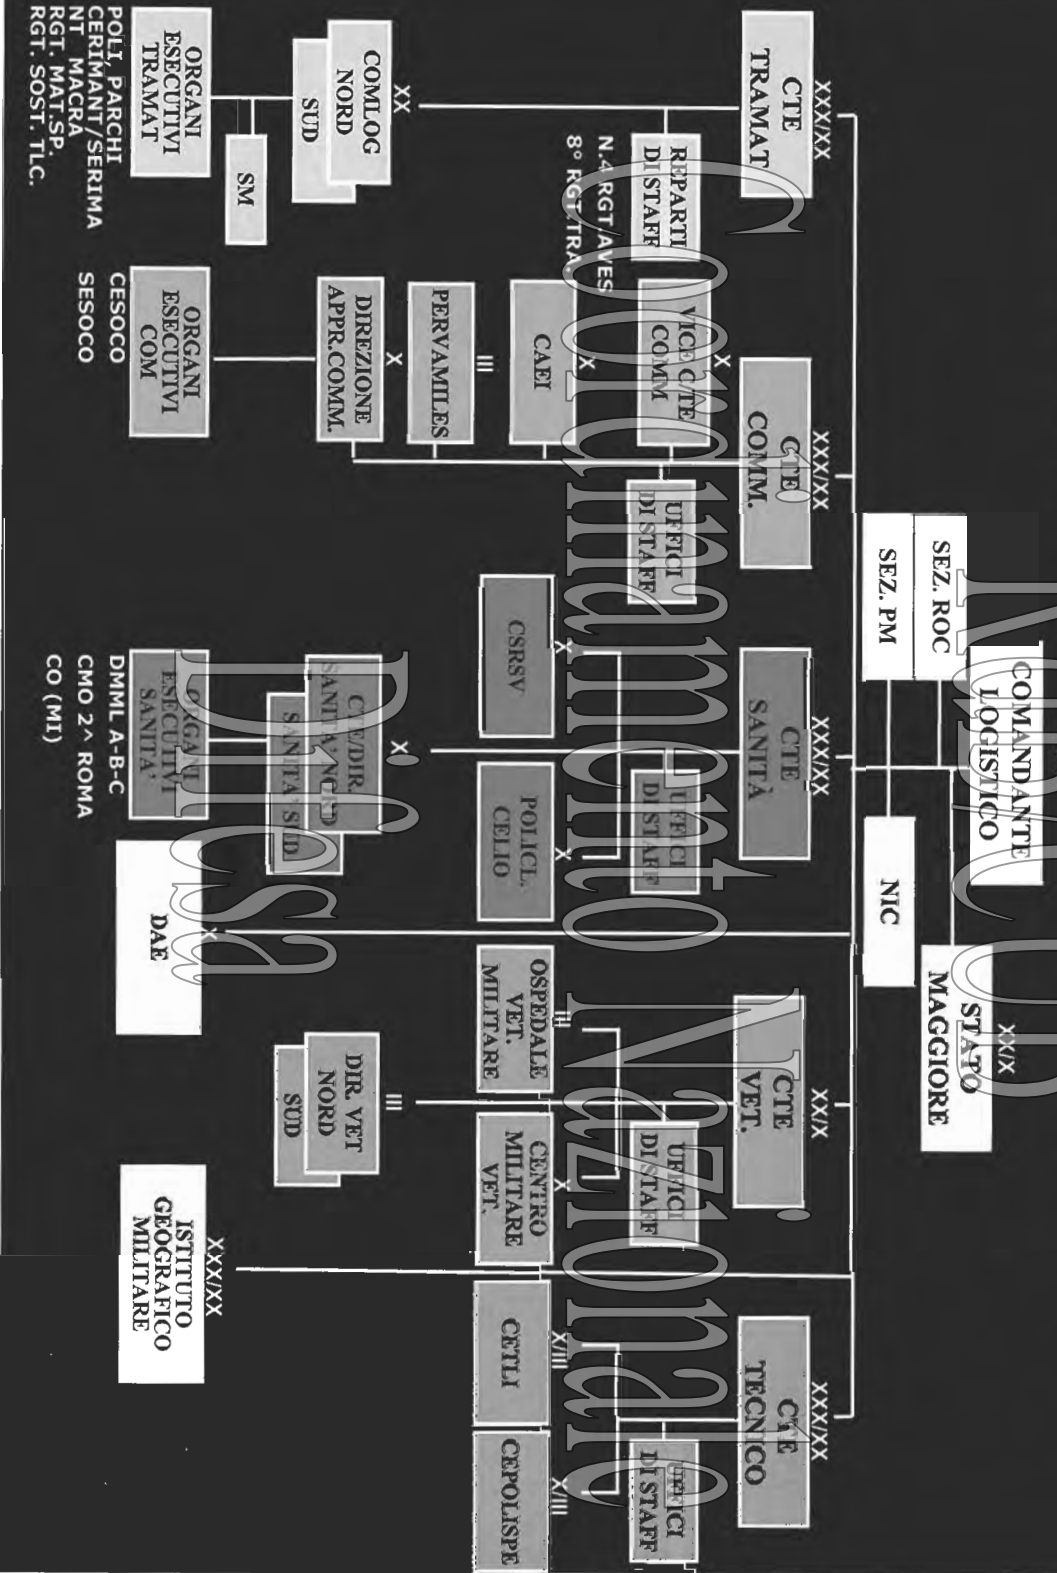 COMANDANTE
LOGISTICO
XX/X
STATO
MAGGIORE
SEZ. ROC
SEZ. PM
NIC
XXX/XX
CTE
TRAMAT
REPARTI
DI STAFF
N.4 RGT/AVES
8° RGT.TRA.
XX
COMLOG
NORD
SUD
SM
ORGANI
ESECUTIVI
TRAMAT
POLI, PARCHI
CERIMANT/SERIMA
NT MACRA
RGT. MAT.SP.
RGT. SOST. TLC.
XXX/XX
CTE
COMM.
UFFICI
DI STAFF
X
VICE C/TE
COMM
X
CAEI
III
PERVAMILES
X
DIREZIONE
APPR.COMM.
ORGANI
ESECUTIVI
COM
CESOCO
SESOCO
XXX/XX
CTE
SANITÀ
UFFICI
DI STAFF
X
CSRSV
X
POLICL.
CELIO
X
CTE/DIR.
SANITA' NORD
SANITA' SUD
ORGANI
ESECUTIVI
SANITA'
DMML A-B-C
CMO 2^ ROMA
CO (MI)
X
DAE
XX/X
CTE
VET.
UFFICI
DI STAFF
III
OSPEDALE
VET.
MILITARE
X
CENTRO
MILITARE
VET.
III
DIR. VET
NORD
SUD
XXX/XX
ISTITUTO
GEOGRAFICO
MILITARE
XXX/XX
CTE
TECNICO
UFFICI
DI STAFF
X/III
CETLI
X/III
CEPOLISPE
Coordinamento Nazionale
Difesa